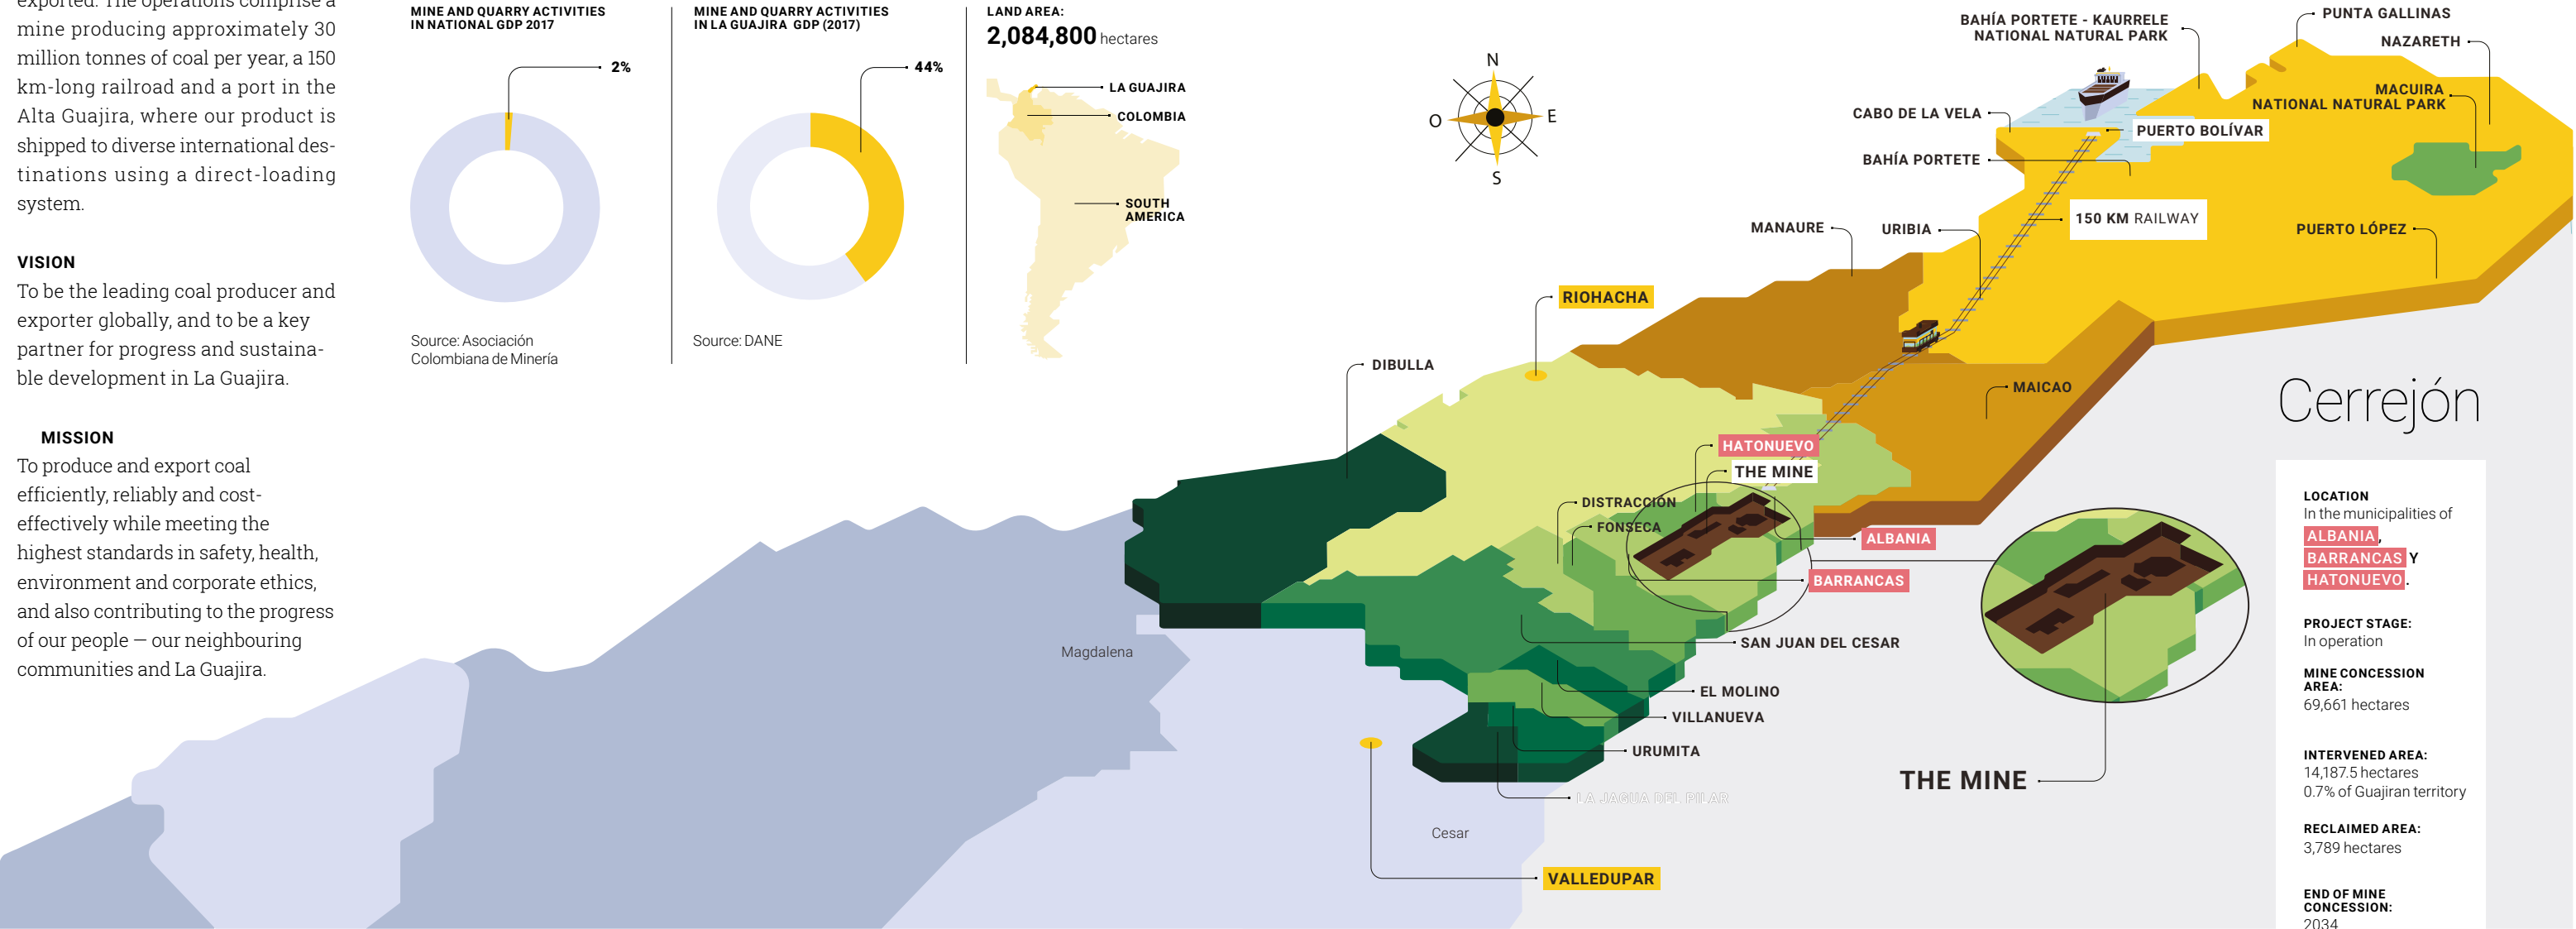 exported. The operations comprise a
mine producing approximately 30
million tonnes of coal per year, a 150
km-long railroad and a port in the
Alta Guajira, where our product is
shipped to diverse international des-
tinations using a direct-loading
system.
VISION
To be the leading coal producer and
exporter globally, and to be a key
partner for progress and sustaina-
ble development in La Guajira.
MISSION
To produce and export coal
efficiently, reliably and cost-
effectively while meeting the
highest standards in safety, health,
environment and corporate ethics,
and also contributing to the progress
of our people — our neighbouring
communities and La Guajira.
MINE AND QUARRY ACTIVITIES
IN NATIONAL GDP 2017
2%
Source: Asociación
Colombiana de Minería
MINE AND QUARRY ACTIVITIES
IN LA GUAJIRA GDP (2017)
44%
Source: DANE
LAND AREA:
2,084,800 hectares
LA GUAJIRA
COLOMBIA
SOUTH
AMERICA
N
O
E
S
BAHÍA PORTETE - KAURRELE
NATIONAL NATURAL PARK
PUNTA GALLINAS
NAZARETH
MACUIRA
NATIONAL NATURAL PARK
CABO DE LA VELA
PUERTO BOLÍVAR
BAHÍA PORTETE
150 KM RAILWAY
MANAURE
URIBIA
PUERTO LÓPEZ
RIOHACHA
DIBULLA
MAICAO
HATONUEVO
THE MINE
DISTRACCIÓN
FONSECA
ALBANIA
BARRANCAS
SAN JUAN DEL CESAR
EL MOLINO
VILLANUEVA
URUMITA
LA JAGUA DEL PILAR
Magdalena
Cesar
VALLEDUPAR
THE MINE
Cerrejón
LOCATION
In the municipalities of
ALBANIA,
BARRANCAS Y
HATONUEVO.
PROJECT STAGE:
In operation
MINE CONCESSION
AREA:
69,661 hectares
INTERVENED AREA:
14,187.5 hectares
0.7% of Guajiran territory
RECLAIMED AREA:
3,789 hectares
END OF MINE
CONCESSION:
2034